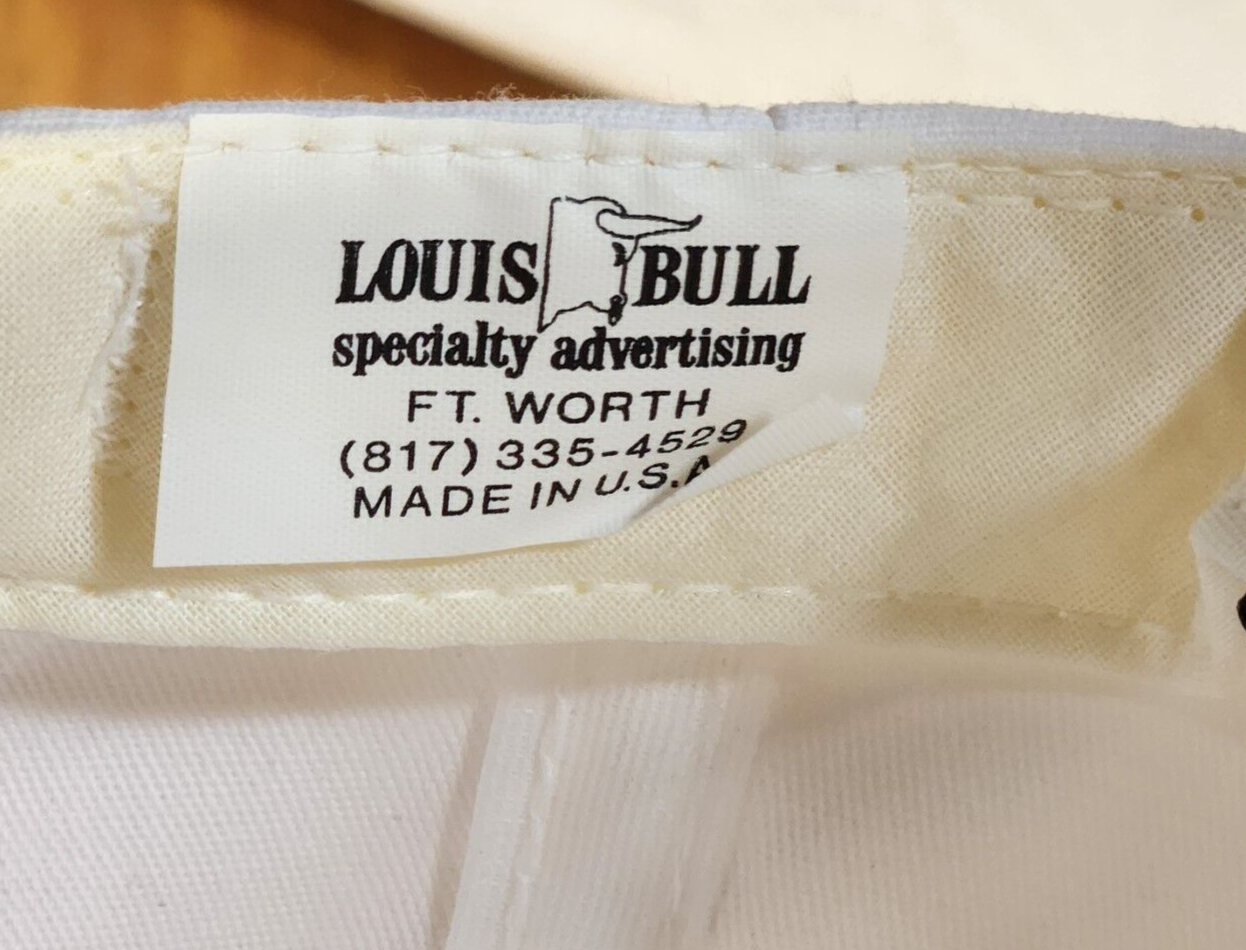 LOUIS BULL
specialty advertising
FT. WORTH
(817) 335-4529
MADE IN U.S.A